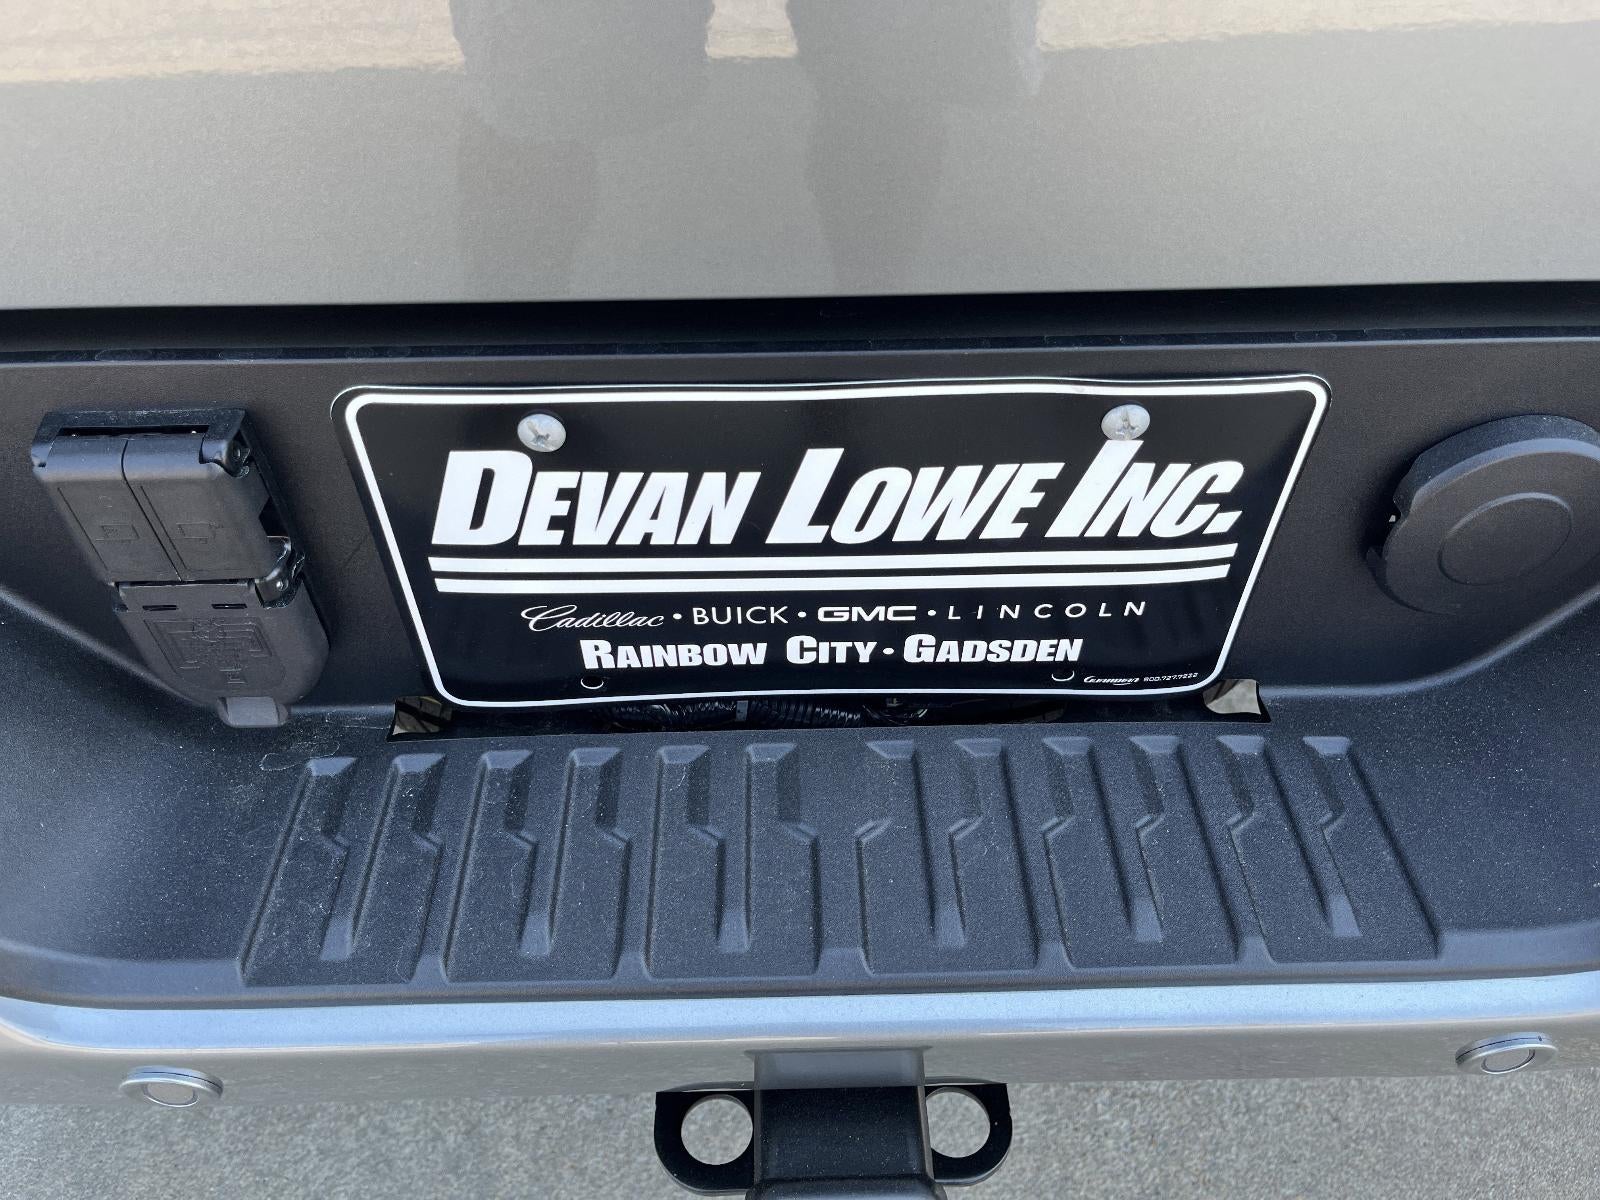 DEVAN LOWE INC.
Cadillac • BUICK • GMC • LINCOLN
RAINBOW CITY • GADSDEN